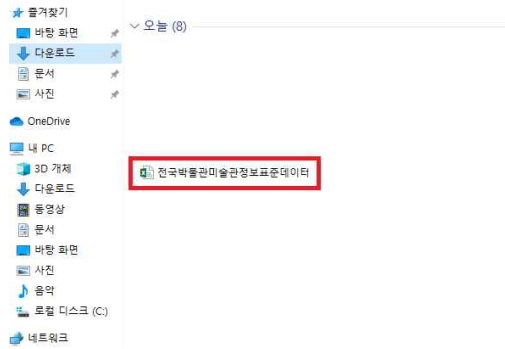 즐겨찾기
바탕 화면
다운로드
문서
사진
OneDrive
내 PC
3D 개체
다운로드
동영상
문서
바탕 화면
사진
음악
로컬 디스크 (C:)
네트워크
오늘 (8)
전국박물관미술관정보표준데이터